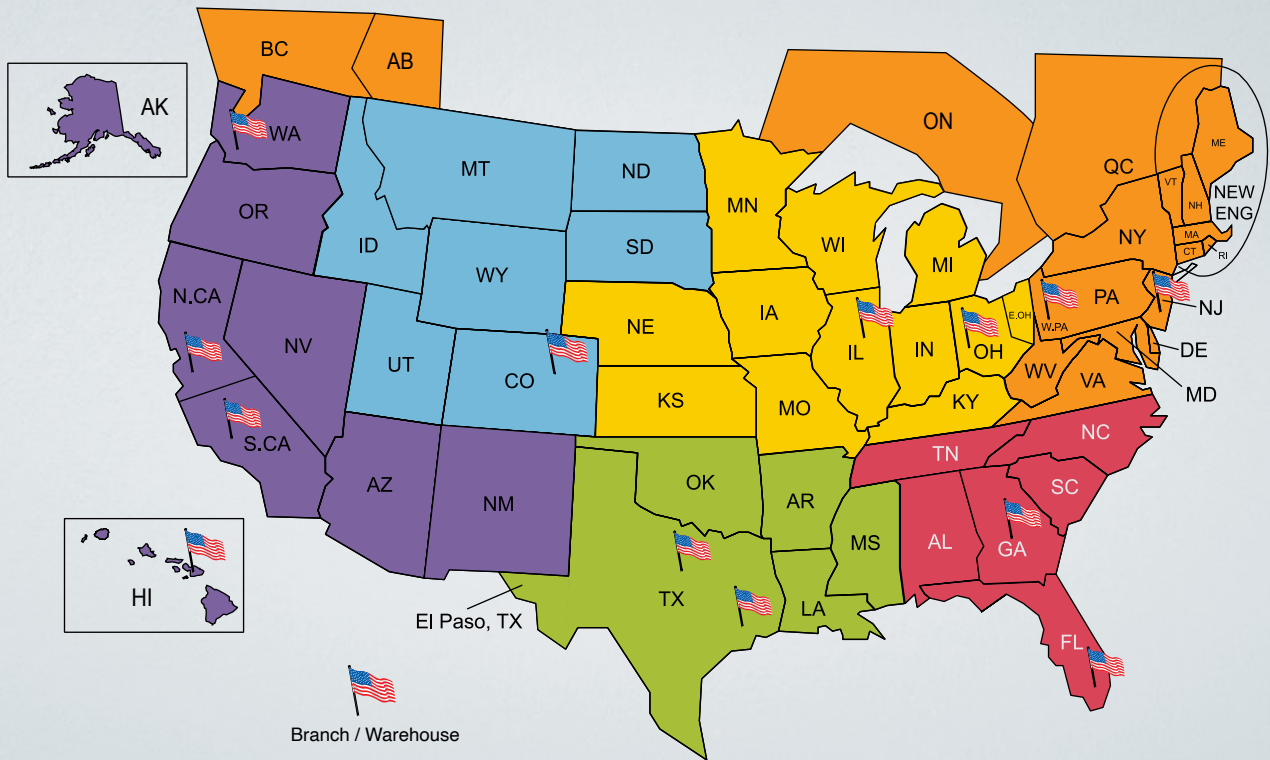 BC
AB
AK
WA
ON
QC
ME
VT
NH
NEW
ENG
MA
CT
RI
MT
ND
MN
OR
ID
SD
WI
MI
NY
WY
N.CA
NV
UT
CO
NE
IA
IL
IN
OH
E.OH
W.PA
PA
NJ
DE
MD
WV
VA
KS
MO
KY
S.CA
AZ
NM
OK
AR
TN
NC
SC
MS
AL
GA
TX
LA
El Paso, TX
FL
HI
Branch / Warehouse